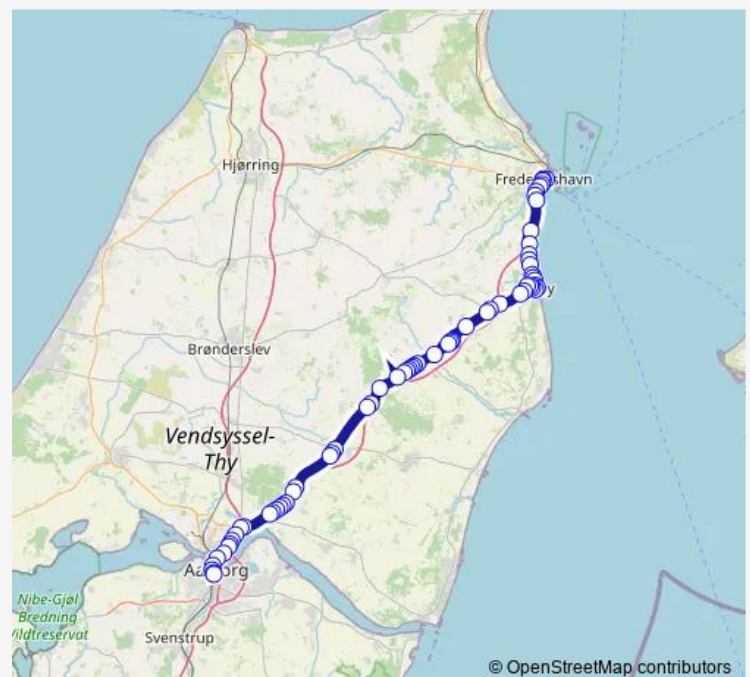 Hjørring
Brønderslev
Vendsyssel-
Thy
Svenstrup
Nibe-Gjøl
Bredning
© OpenStreetMap contributors